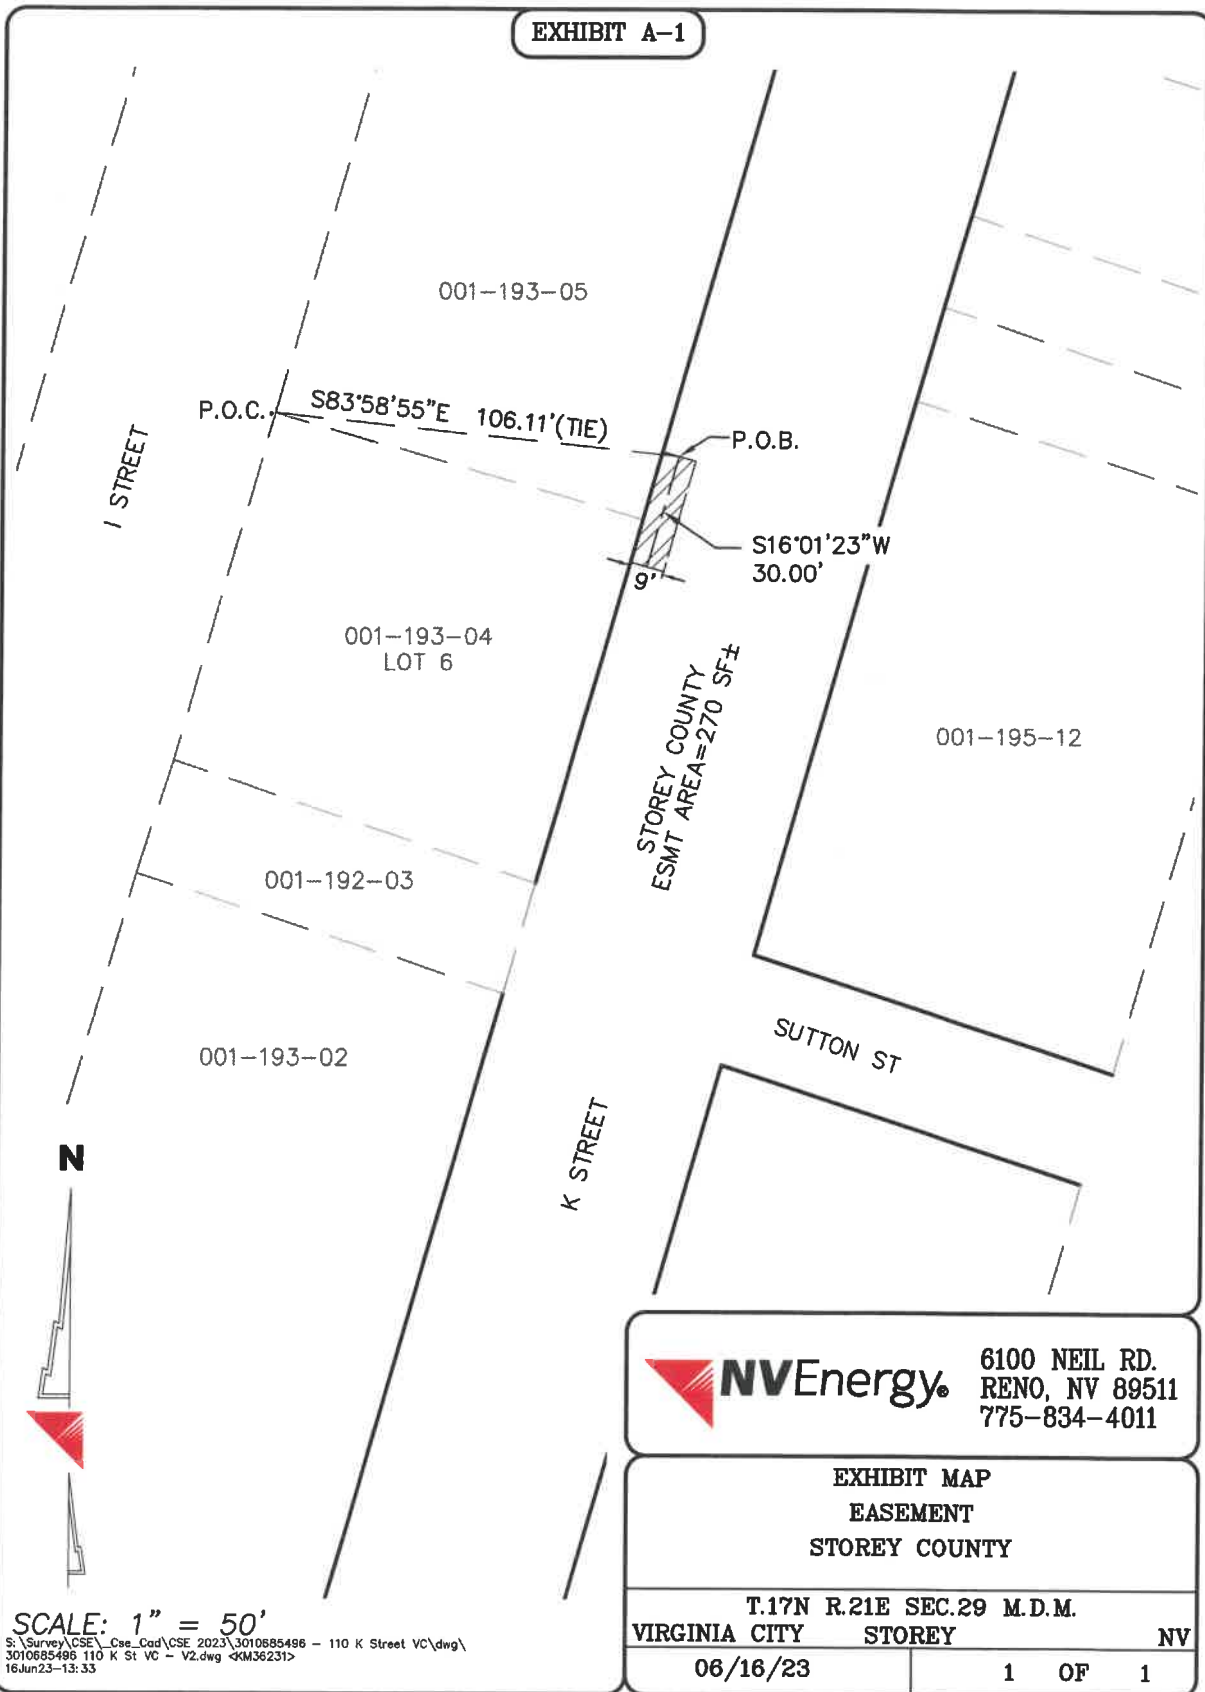 EXHIBIT A-1
001-193-05
P.O.C.
S83°58'55"E 106.11'(TIE)
P.O.B.
I STREET
S16°01'23"W
30.00'
9'
001-193-04
LOT 6
STOREY COUNTY
ESMT AREA=270 SF±
001-195-12
001-192-03
SUTTON ST
001-193-02
K STREET
N
NVEnergy®
6100 NEIL RD.
RENO, NV 89511
775-834-4011
EXHIBIT MAP
EASEMENT
STOREY COUNTY
T.17N R.21E SEC.29 M.D.M.
VIRGINIA CITY STOREY NV
06/16/23 1 OF 1
SCALE: 1" = 50'
S:\Survey\CSE\_Cse_Cad\CSE 2023\3010685496 - 110 K Street VC\dwg\
3010685496 110 K St VC - V2.dwg <KM36231>
16Jun23-13:33